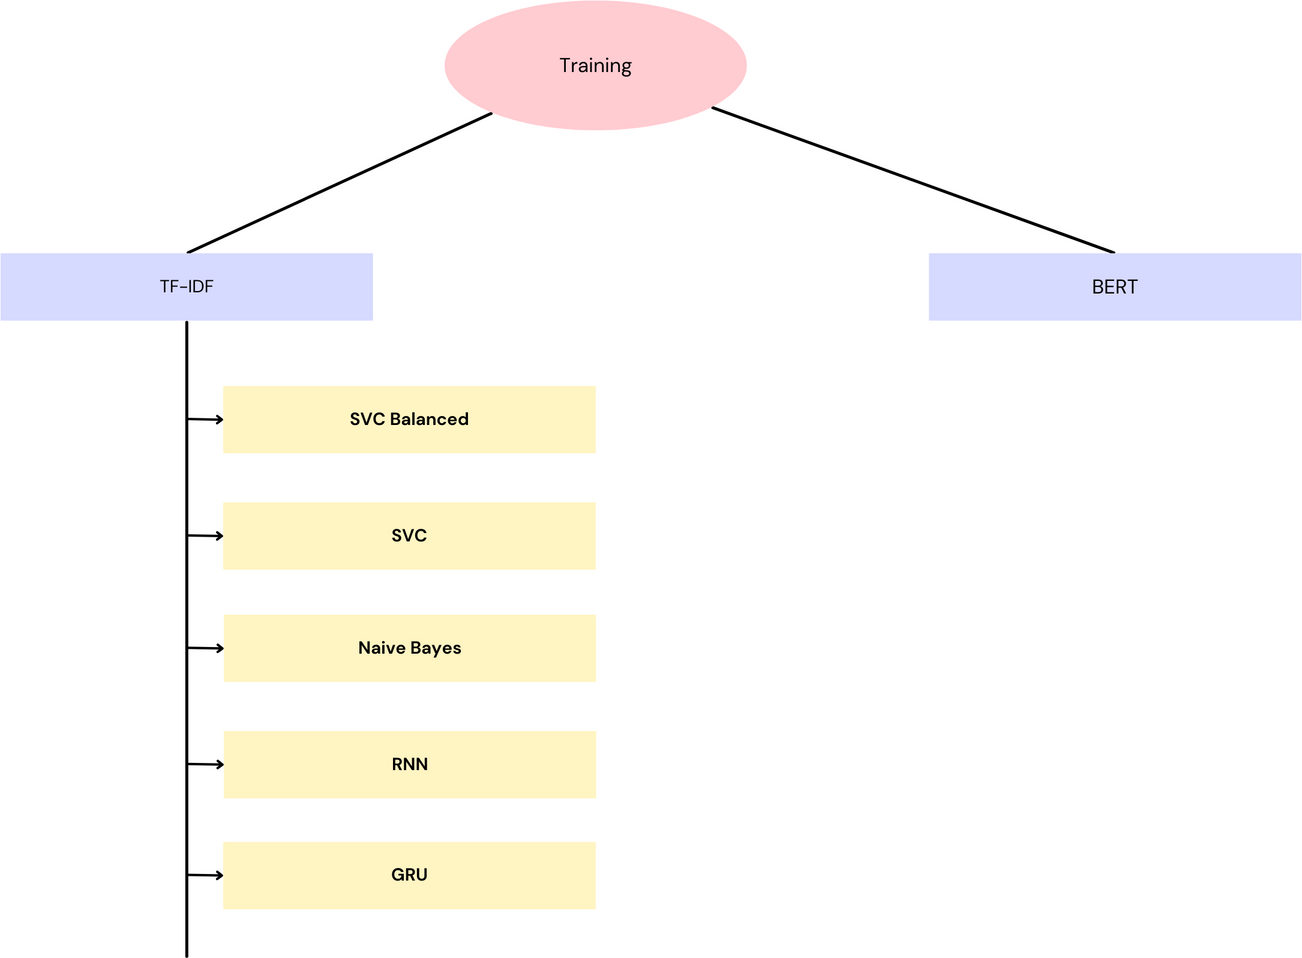 Training
TF-IDF
BERT
SVC Balanced
SVC
Naive Bayes
RNN
GRU